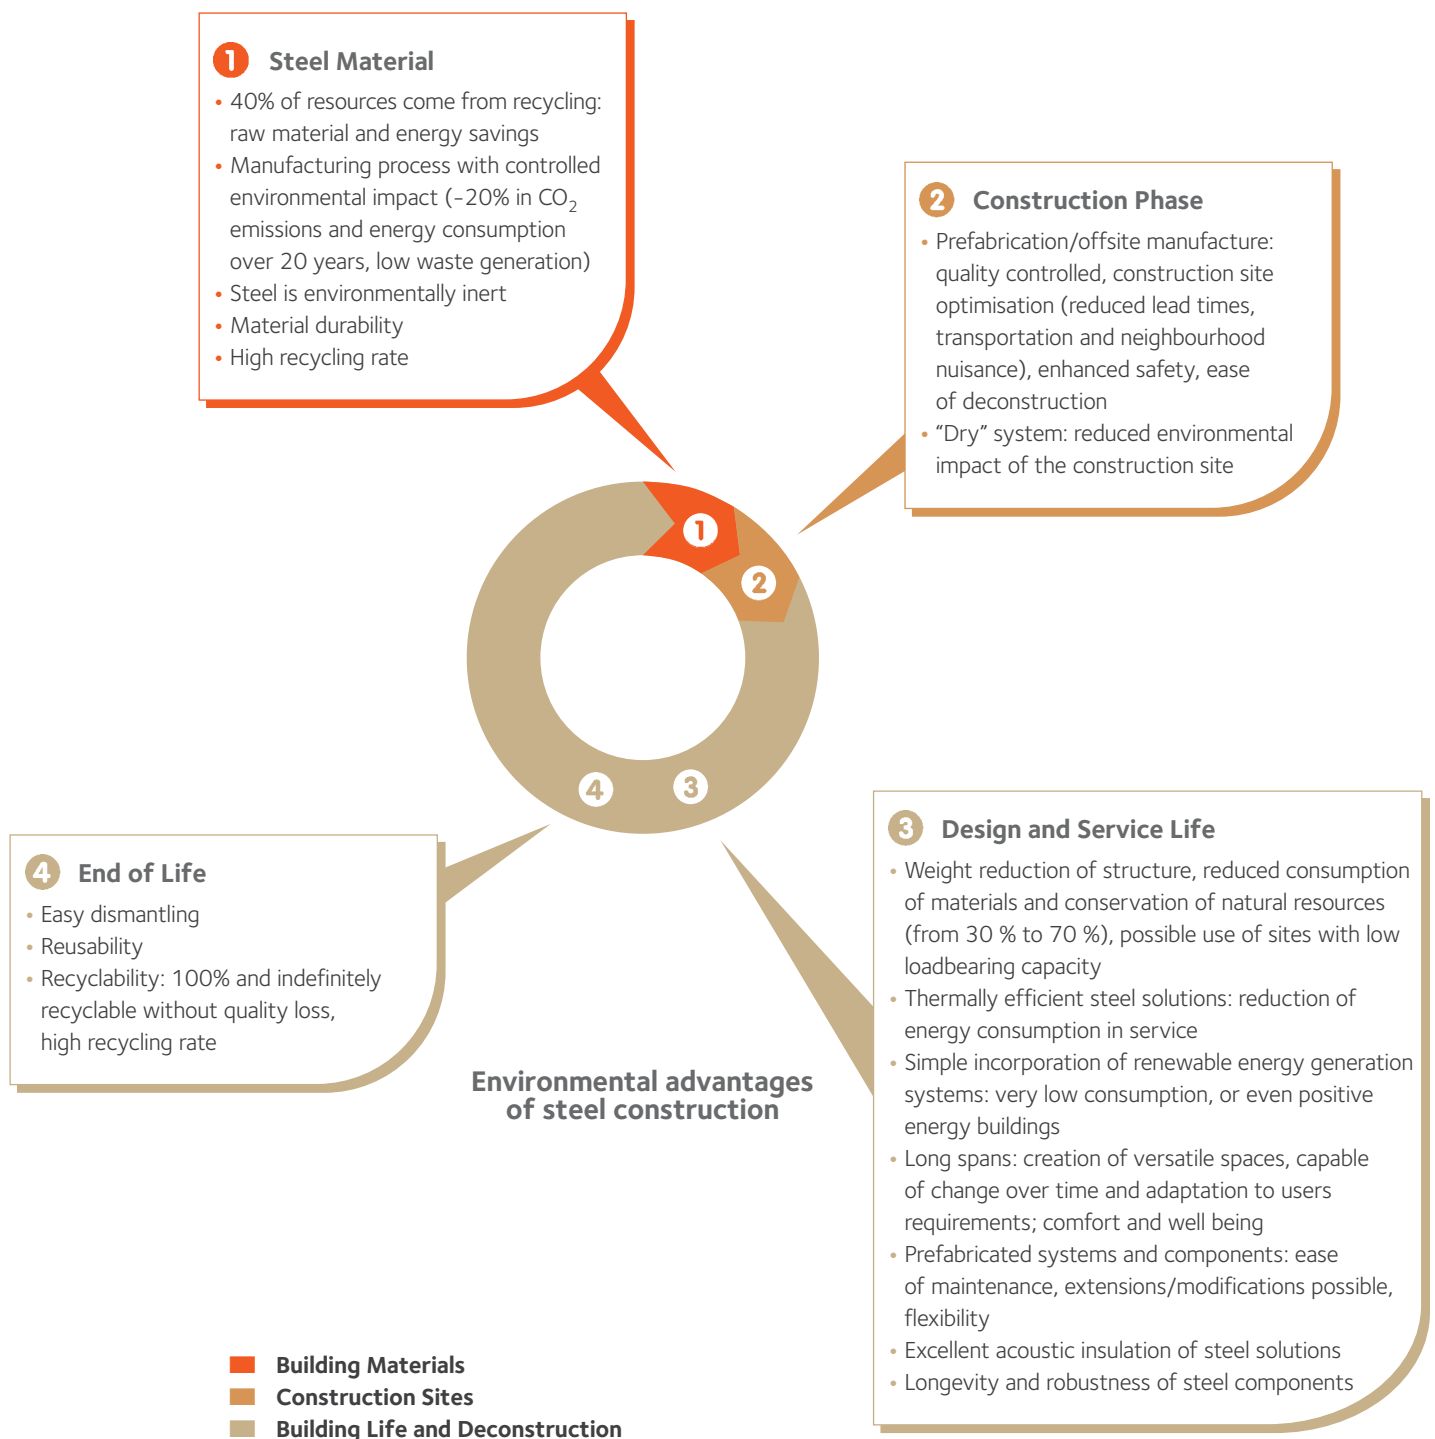 1 Steel Material
• 40% of resources come from recycling:
raw material and energy savings
• Manufacturing process with controlled
environmental impact (-20% in CO2
emissions and energy consumption
over 20 years, low waste generation)
• Steel is environmentally inert
• Material durability
• High recycling rate
2 Construction Phase
• Prefabrication/offsite manufacture:
quality controlled, construction site
optimisation (reduced lead times,
transportation and neighbourhood
nuisance), enhanced safety, ease
of deconstruction
• “Dry” system: reduced environmental
impact of the construction site
1
2
4
3
3 Design and Service Life
• Weight reduction of structure, reduced consumption
of materials and conservation of natural resources
(from 30 % to 70 %), possible use of sites with low
loadbearing capacity
• Thermally efficient steel solutions: reduction of
energy consumption in service
• Simple incorporation of renewable energy generation
systems: very low consumption, or even positive
energy buildings
• Long spans: creation of versatile spaces, capable
of change over time and adaptation to users
requirements; comfort and well being
• Prefabricated systems and components: ease
of maintenance, extensions/modifications possible,
flexibility
• Excellent acoustic insulation of steel solutions
• Longevity and robustness of steel components
4 End of Life
• Easy dismantling
• Reusability
• Recyclability: 100% and indefinitely
recyclable without quality loss,
high recycling rate
Environmental advantages
of steel construction
Building Materials
Construction Sites
Building Life and Deconstruction